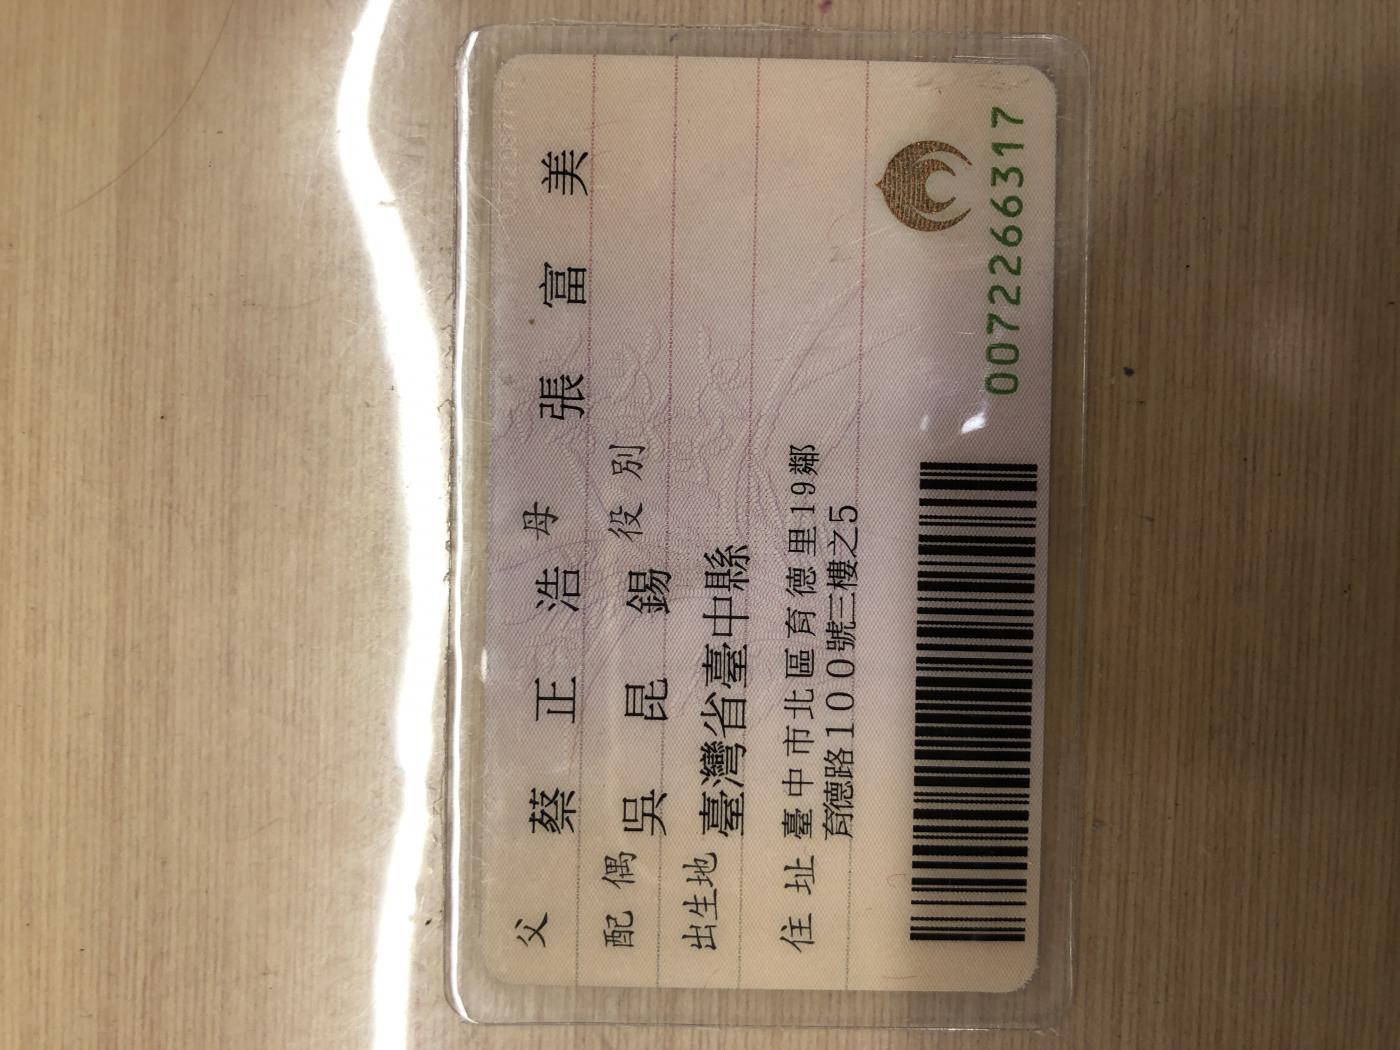 父 蔡正浩 母 張富美
配偶 吳昆錫 役別
出生地 臺灣省臺中縣
住址 臺中市北區育德里19鄰
育德路100號三樓之5
0072266317